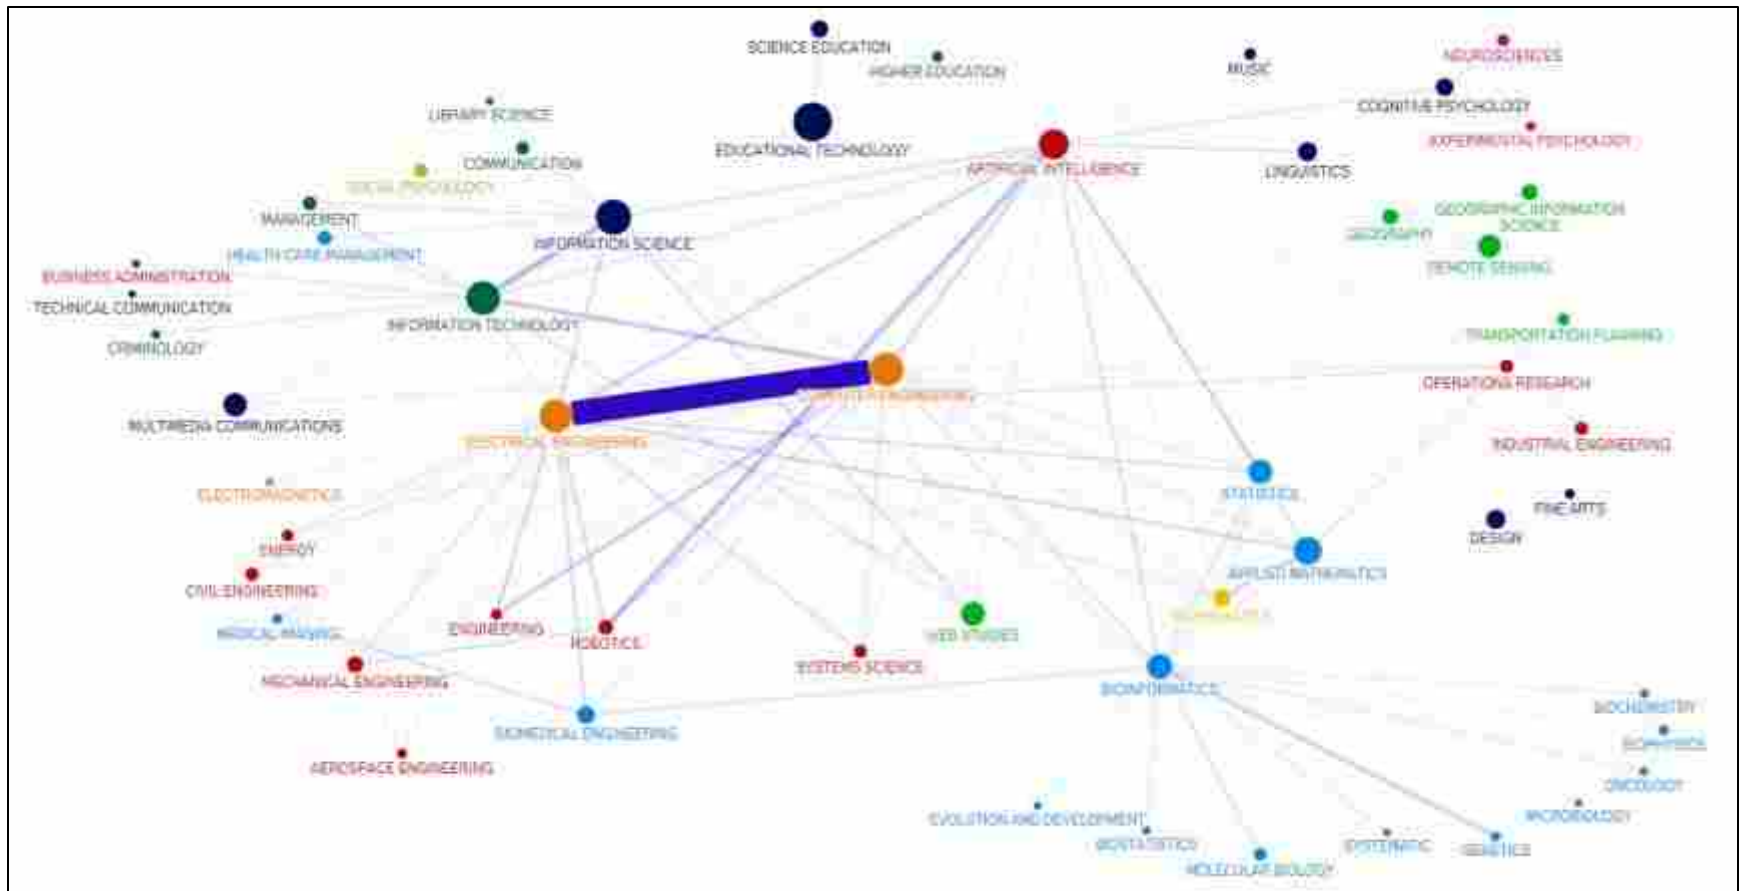 SCIENCE EDUCATION
HIGHER EDUCATION
MUSIC
NEUROSCIENCES
COGNITIVE PSYCHOLOGY
LIBRARY SCIENCE
EXPERIMENTAL PSYCHOLOGY
EDUCATIONAL TECHNOLOGY
COMMUNICATION
ARTIFICIAL INTELLIGENCE
LINGUISTICS
SOCIAL PSYCHOLOGY
MANAGEMENT
GEOGRAPHIC INFORMATION
SCIENCE
GEOGRAPHY
INFORMATION SCIENCE
HEALTH CARE MANAGEMENT
REMOTE SENSING
BUSINESS ADMINISTRATION
TECHNICAL COMMUNICATION
INFORMATION TECHNOLOGY
TRANSPORTATION PLANNING
CRIMINOLOGY
OPERATIONS RESEARCH
COMPUTER ENGINEERING
MULTIMEDIA COMMUNICATIONS
ELECTRICAL ENGINEERING
INDUSTRIAL ENGINEERING
ELECTROMAGNETICS
STATISTICS
FINE ARTS
DESIGN
ENERGY
APPLIED MATHEMATICS
CIVIL ENGINEERING
ENGINEERING
MEDICAL IMAGING
WEB STUDIES
ROBOTICS
SYSTEMS SCIENCE
MECHANICAL ENGINEERING
BIOINFORMATICS
BIOCHEMISTRY
BIOMEDICAL ENGINEERING
BIOPHYSICS
AEROSPACE ENGINEERING
ONCOLOGY
MICROBIOLOGY
EVOLUTION AND DEVELOPMENT
BIOSTATISTICS
SYSTEMATIC
GENETICS
MOLECULAR BIOLOGY